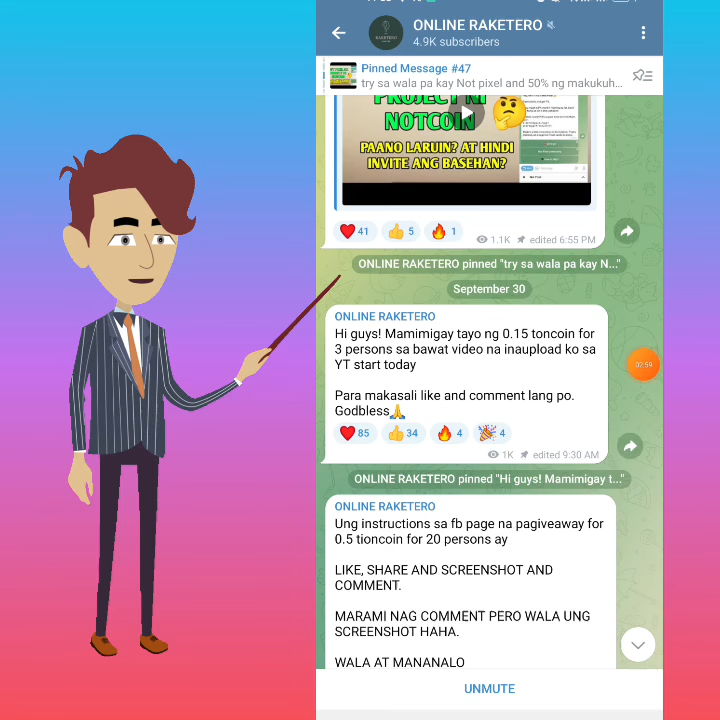 ONLINE RAKETERO
4.9K subscribers
Pinned Message #47
try sa wala pa kay Not pixel and 50% ng makukuh...
PROJECT NI
NOTCOIN
PAANO LARUIN? AT HINDI
INVITE ANG BASEHAN?
41 5 1
1.1K edited 6:55 PM
ONLINE RAKETERO pinned "try sa wala pa kay N..."
September 30
ONLINE RAKETERO
Hi guys! Mamimigay tayo ng 0.15 toncoin for
3 persons sa bawat video na inaupload ko sa
YT start today
02:59
Para makasali like and comment lang po.
Godbless
85 34 4 4
1K edited 9:30 AM
ONLINE RAKETERO pinned "Hi guys! Mamimigay t..."
ONLINE RAKETERO
Ung instructions sa fb page na pagiveaway for
0.5 tioncoin for 20 persons ay
LIKE, SHARE AND SCREENSHOT AND
COMMENT.
MARAMI NAG COMMENT PERO WALA UNG
SCREENSHOT HAHA.
WALA AT MANANALO
UNMUTE